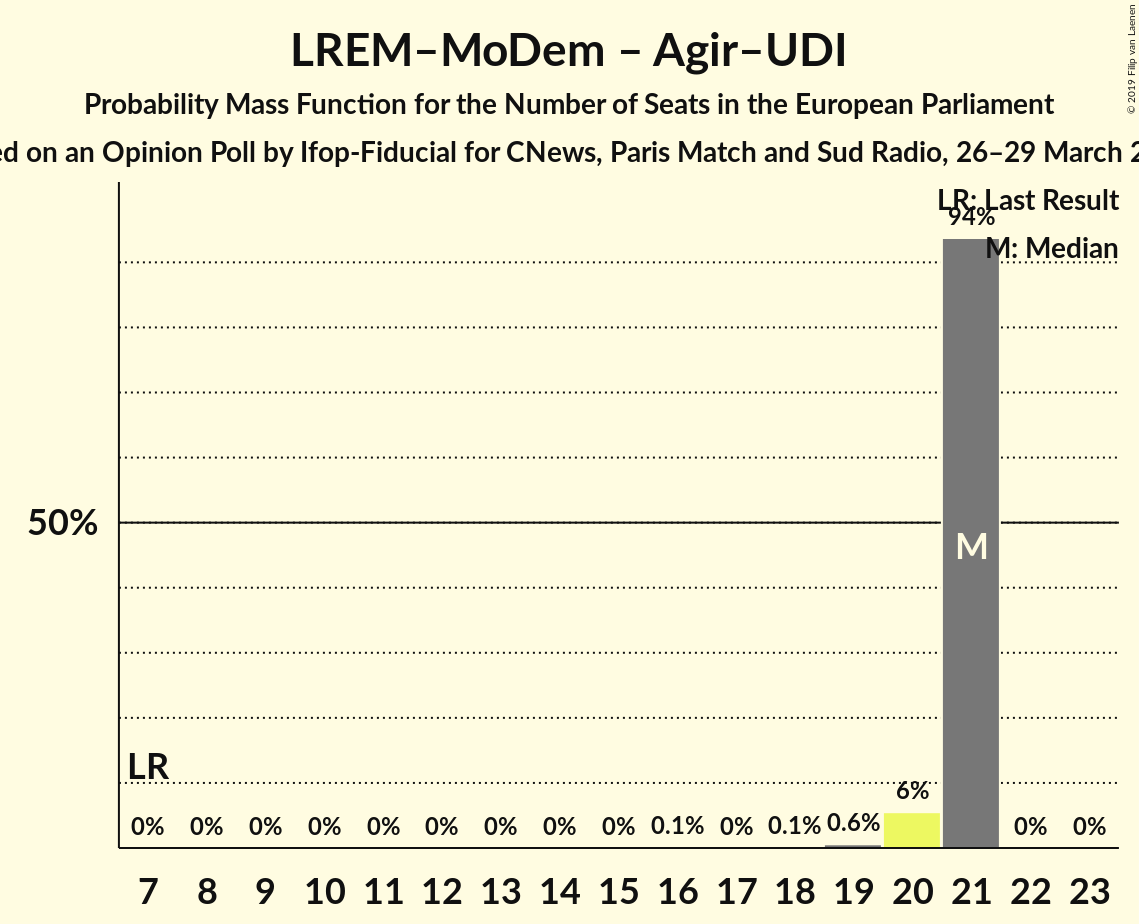 LREM–MoDem – Agir–UDI
Probability Mass Function for the Number of Seats in the European Parliament
on an Opinion Poll by Ifop-Fiducial for CNews, Paris Match and Sud Radio, 26–29 March
© 2019 Filip van Laenen
LR: Last Result
M: Median
94%
50%
M
LR
6%
0% 0% 0% 0% 0% 0% 0% 0% 0% 0.1% 0% 0.1% 0.6% 0% 0%
7 8 9 10 11 12 13 14 15 16 17 18 19 20 21 22 23